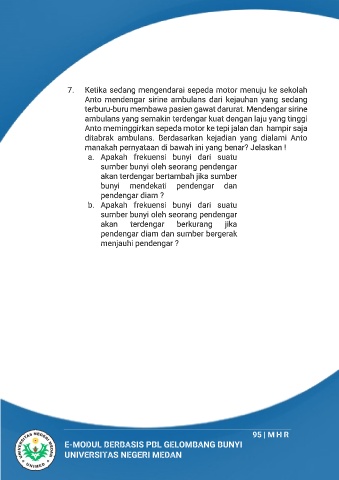 7. Ketika sedang mengendarai sepeda motor menuju ke sekolah
Anto mendengar sirine ambulans dari kejauhan yang sedang
terburu-buru membawa pasien gawat darurat. Mendengar sirine
ambulans yang semakin terdengar kuat dengan laju yang tinggi
Anto meminggirkan sepeda motor ke tepi jalan dan hampir saja
ditabrak ambulans. Berdasarkan kejadian yang dialami Anto
manakah pernyataan di bawah ini yang benar? Jelaskan !
a. Apakah frekuensi bunyi dari suatu
sumber bunyi oleh seorang pendengar
akan terdengar bertambah jika sumber
bunyi mendekati pendengar dan
pendengar diam ?
b. Apakah frekuensi bunyi dari suatu
sumber bunyi oleh seorang pendengar
akan terdengar berkurang jika
pendengar diam dan sumber bergerak
menjauhi pendengar ?
95 | M H R
UNIVERSITAS NEGERI MEDAN
UNIMED
E-MODUL BERBASIS PBL GELOMBANG BUNYI
UNIVERSITAS NEGERI MEDAN